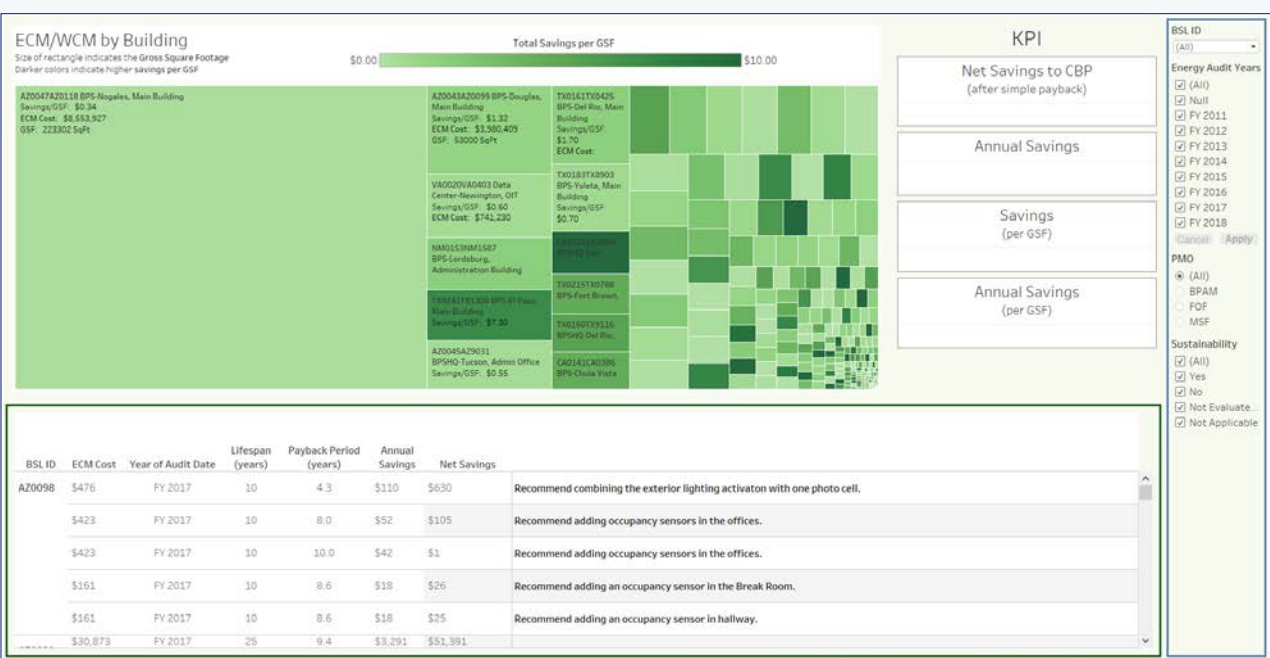 ECM/WCM by Building
Size of rectangle indicates the Gross Square Footage
Darker colors indicate higher savings per GSF
Total Savings per GSF
$0.00
$10.00
AZ0047AZ0118 BPS-Nogales, Main Building
Savings/GSF: $0.34
ECM Cost: $8,553,927
GSF: 223302 SqFt
AZ0043AZ0099 BPS-Douglas,
Main Building
Savings/GSF: $1.32
ECM Cost: $3,980,409
GSF: 53000 SqFt
VA0020VA0403 Data
Center-Newington, OIT
Savings/GSF: $0.60
ECM Cost: $741,230
NM0153NM1587
BPS-Lordsburg,
Administration Building
BPS-El Paso,
Main Building
Savings/GSF: $7.30
AZ0045AZ9031
BPSHQ-Tucson, Admin Office
Savings/GSF: $0.55
TX0161TX0425
BPS-Del Rio, Main
Building
Savings/GSF:
$1.70
ECM Cost:
TX0183TX8903
BPS-Ysleta, Main
Building
Savings/GSF:
$0.70
TX0215TX0788
BPS-Fort Brown,
TX0160TX9116
BPSHQ-Del Rio,
CA0141CA0386
BPS-Chula Vista
KPI
Net Savings to CBP
(after simple payback)
Annual Savings
Savings
(per GSF)
Annual Savings
(per GSF)
BSL ID
(All)
Energy Audit Years
(All)
Null
FY 2011
FY 2012
FY 2013
FY 2014
FY 2015
FY 2016
FY 2017
FY 2018
Cancel Apply
PMO
(All)
BPAM
FOF
MSF
Sustainability
(All)
Yes
No
Not Evaluate...
Not Applicable
BSL ID ECM Cost Year of Audit Date Lifespan (years) Payback Period (years) Annual Savings Net Savings
AZ0098 $476 FY 2017 10 4.3 $110 $630 Recommend combining the exterior lighting activaton with one photo cell.
$423 FY 2017 10 8.0 $52 $105 Recommend adding occupancy sensors in the offices.
$423 FY 2017 10 10.0 $42 $1 Recommend adding occupancy sensors in the offices.
$161 FY 2017 10 8.6 $18 $26 Recommend adding an occupancy sensor in the Break Room.
$161 FY 2017 10 8.6 $18 $25 Recommend adding an occupancy sensor in hallway.
$30,873 FY 2017 25 9.4 $3,291 $51,391